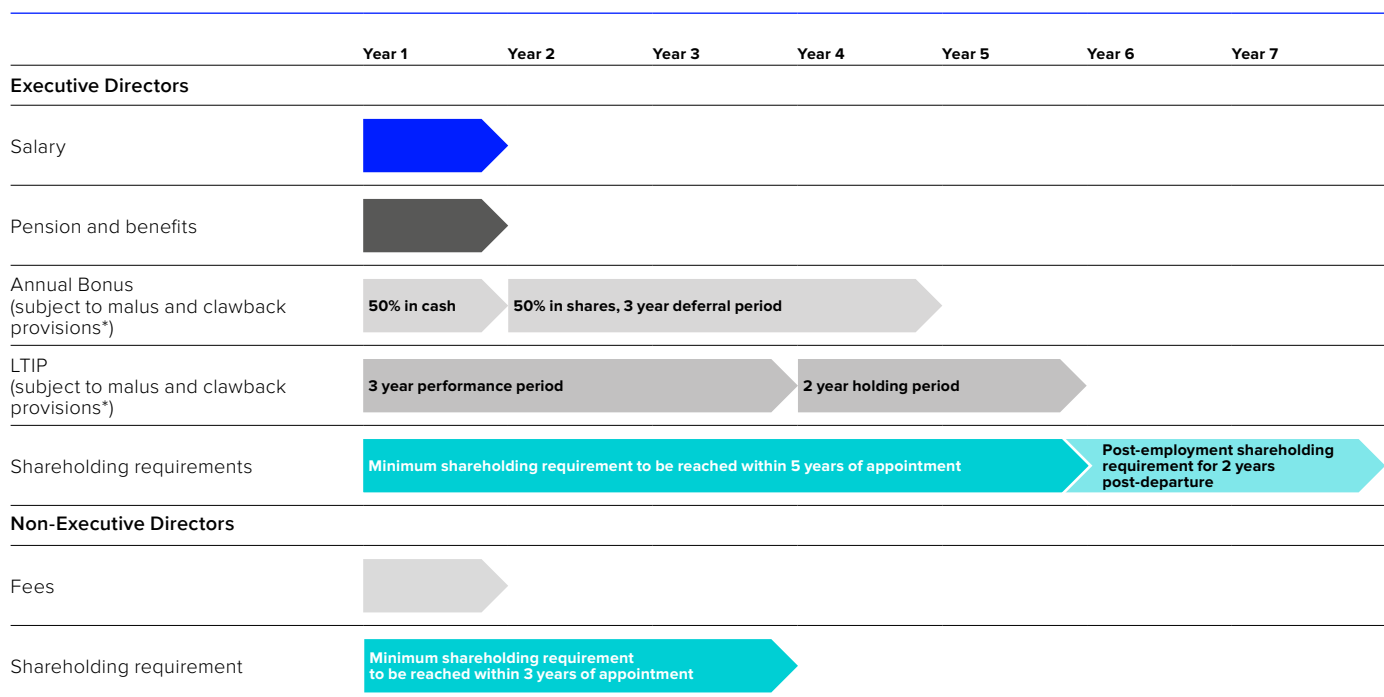 Year 1 Year 2 Year 3 Year 4 Year 5 Year 6 Year 7
Executive Directors
Salary
Pension and benefits
Annual Bonus
(subject to malus and clawback
provisions*)
50% in cash
50% in shares, 3 year deferral period
LTIP
(subject to malus and clawback
provisions*)
3 year performance period
2 year holding period
Shareholding requirements
Minimum shareholding requirement to be reached within 5 years of appointment
Post-employment shareholding
requirement for 2 years
post-departure
Non-Executive Directors
Fees
Shareholding requirement
Minimum shareholding requirement
to be reached within 3 years of appointment